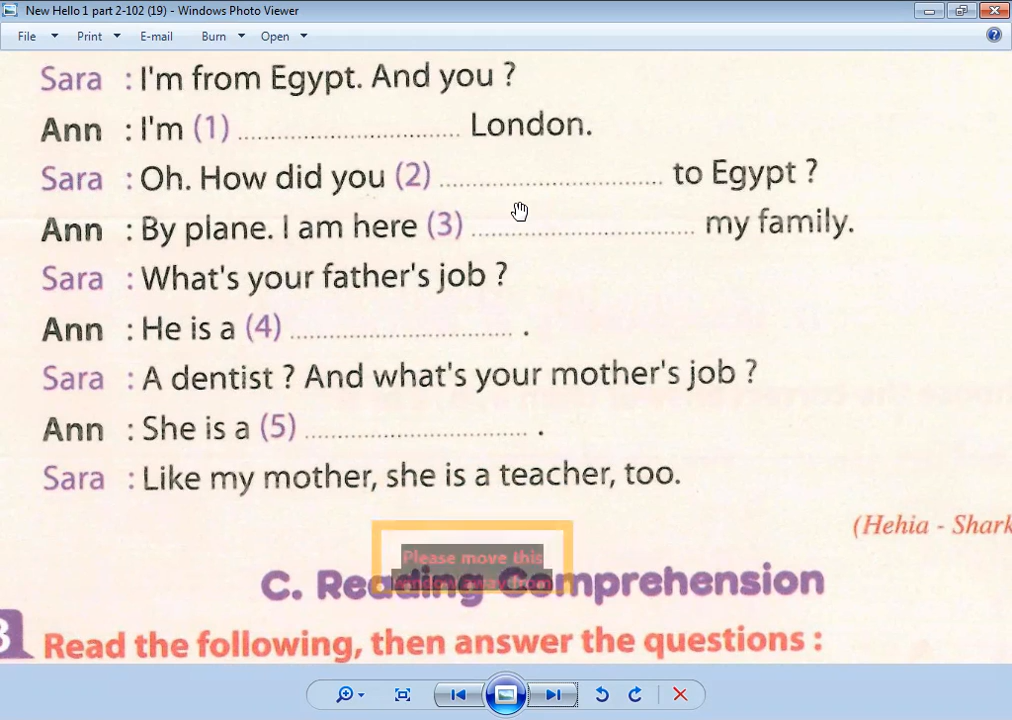 New Hello 1 part 2-102 (19) - Windows Photo Viewer
File Print E-mail Burn Open
Sara : I'm from Egypt. And you ?
Ann : I'm (1) ........................................ London.
Sara : Oh. How did you (2) ........................................ to Egypt ?
Ann : By plane. I am here (3) ........................................ my family.
Sara : What's your father's job ?
Ann : He is a (4) ........................................ .
Sara : A dentist ? And what's your mother's job ?
Ann : She is a (5) ........................................ .
Sara : Like my mother, she is a teacher, too.
(Hehia - Shark
Please move this
C. Reading Comprehension
3 Read the following, then answer the questions :